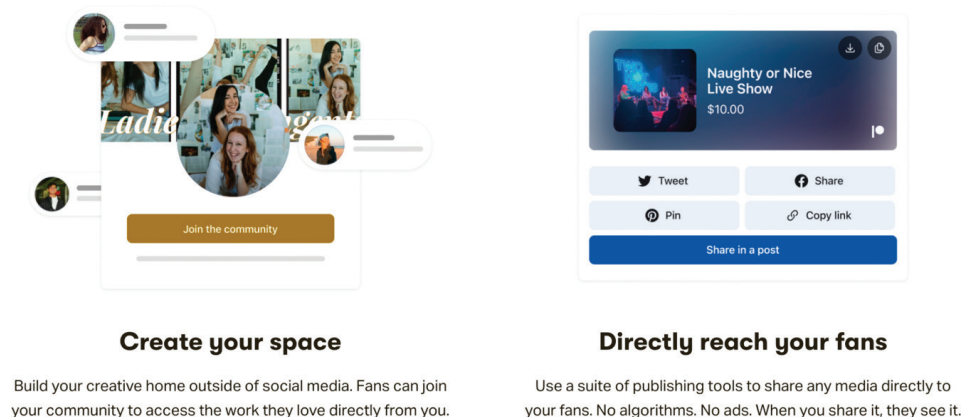 Ladie
ugent
Join the community
Create your space
Build your creative home outside of social media. Fans can join
your community to access the work they love directly from you.
Naughty or Nice
Live Show
$10.00
Tweet
Share
Pin
Copy link
Share in a post
Directly reach your fans
Use a suite of publishing tools to share any media directly to
your fans. No algorithms. No ads. When you share it, they see it.